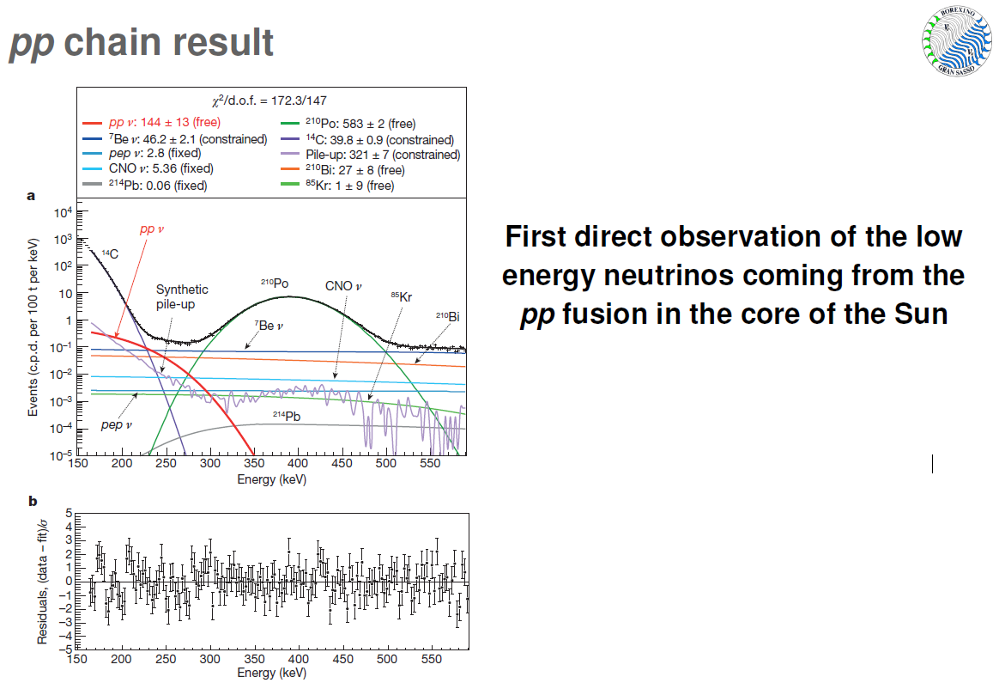 pp chain result
BOREXINO
GRAN SASSO
χ²/d.o.f. = 172.3/147
pp ν: 144 ± 13 (free)
⁷Be ν: 46.2 ± 2.1 (constrained)
pep ν: 2.8 (fixed)
CNO ν: 5.36 (fixed)
²¹⁴Pb: 0.06 (fixed)
²¹⁰Po: 583 ± 2 (free)
¹⁴C: 39.8 ± 0.9 (constrained)
Pile-up: 321 ± 7 (constrained)
²¹⁰Bi: 27 ± 8 (free)
⁸⁵Kr: 1 ± 9 (free)
a
Events (c.p.d. per 100 t per keV)
10⁴
10³
10²
10
1
10⁻¹
10⁻²
10⁻³
10⁻⁴
10⁻⁵
pp ν
¹⁴C
Synthetic
pile-up
²¹⁰Po
CNO ν
⁸⁵Kr
²¹⁰Bi
⁷Be ν
pep ν
²¹⁴Pb
150 200 250 300 350 400 450 500 550
Energy (keV)
First direct observation of the low
energy neutrinos coming from the
pp fusion in the core of the Sun
b
Residuals, (data – fit)/σ
5
4
3
2
1
0
–1
–2
–3
–4
–5
150 200 250 300 350 400 450 500 550
Energy (keV)